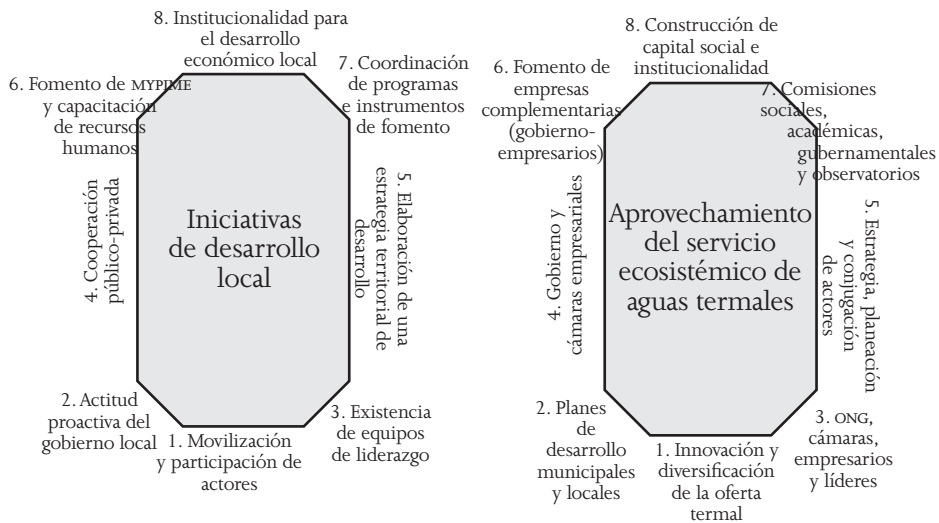 8. Institucionalidad para
el desarrollo
económico local
6. Fomento de MYPIME
y capacitación
de recursos
humanos
7. Coordinación
de programas
e instrumentos
de fomento
4. Cooperación
público-privada
Iniciativas
de desarrollo
local
5. Elaboración de una
estrategia territorial de
desarrollo
2. Actitud
proactiva del
gobierno local
1. Movilización
y participación de
actores
3. Existencia
de equipos
de liderazgo
8. Construcción de
capital social e
institucionalidad
6. Fomento de
empresas
complementarias
(gobierno-
empresarios)
7. Comisiones
sociales,
académicas,
gubernamentales
y observatorios
4. Gobierno y
cámaras empresariales
Aprovechamiento
del servicio
ecosistémico de
aguas termales
5. Estrategia, planeación
y conjugación
de actores
2. Planes
de
desarrollo
municipales
y locales
1. Innovación y
diversificación
de la oferta
termal
3. ONG,
cámaras,
empresarios
y líderes